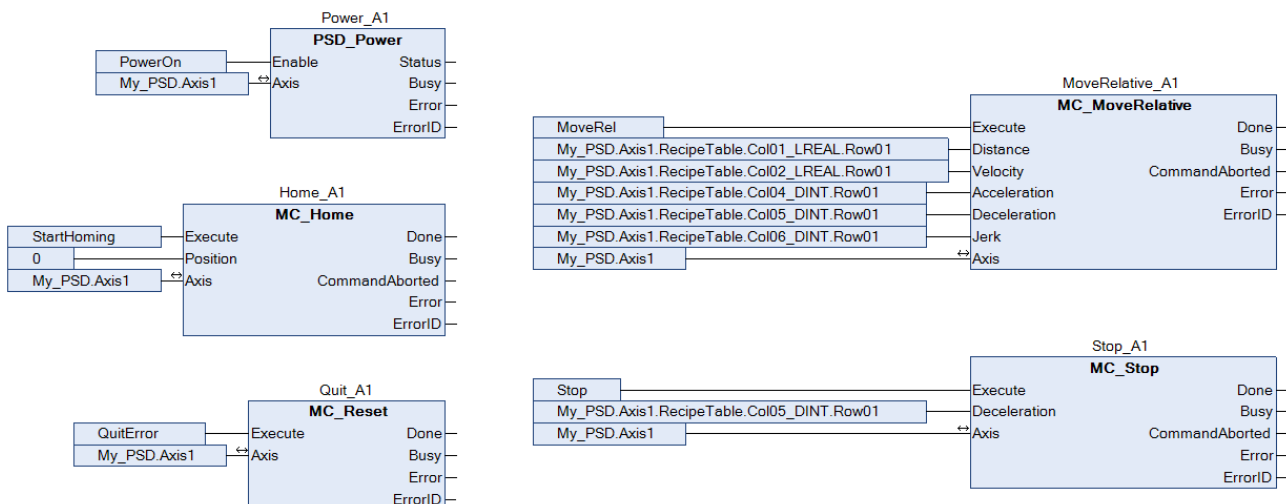 Power_A1
PSD_Power
PowerOn Enable Status
My_PSD.Axis1 Axis Busy
Error
ErrorID
Home_A1
MC_Home
StartHoming Execute Done
0 Position Busy
My_PSD.Axis1 Axis CommandAborted
Error
ErrorID
Quit_A1
MC_Reset
QuitError Execute Done
My_PSD.Axis1 Axis Busy
Error
ErrorID
MoveRelative_A1
MC_MoveRelative
MoveRel Execute Done
My_PSD.Axis1.RecipeTable.Col01_LREAL.Row01 Distance Busy
My_PSD.Axis1.RecipeTable.Col02_LREAL.Row01 Velocity CommandAborted
My_PSD.Axis1.RecipeTable.Col04_DINT.Row01 Acceleration Error
My_PSD.Axis1.RecipeTable.Col05_DINT.Row01 Deceleration ErrorID
My_PSD.Axis1.RecipeTable.Col06_DINT.Row01 Jerk
My_PSD.Axis1 Axis
Stop_A1
MC_Stop
Stop Execute Done
My_PSD.Axis1.RecipeTable.Col05_DINT.Row01 Deceleration Busy
My_PSD.Axis1 Axis CommandAborted
Error
ErrorID